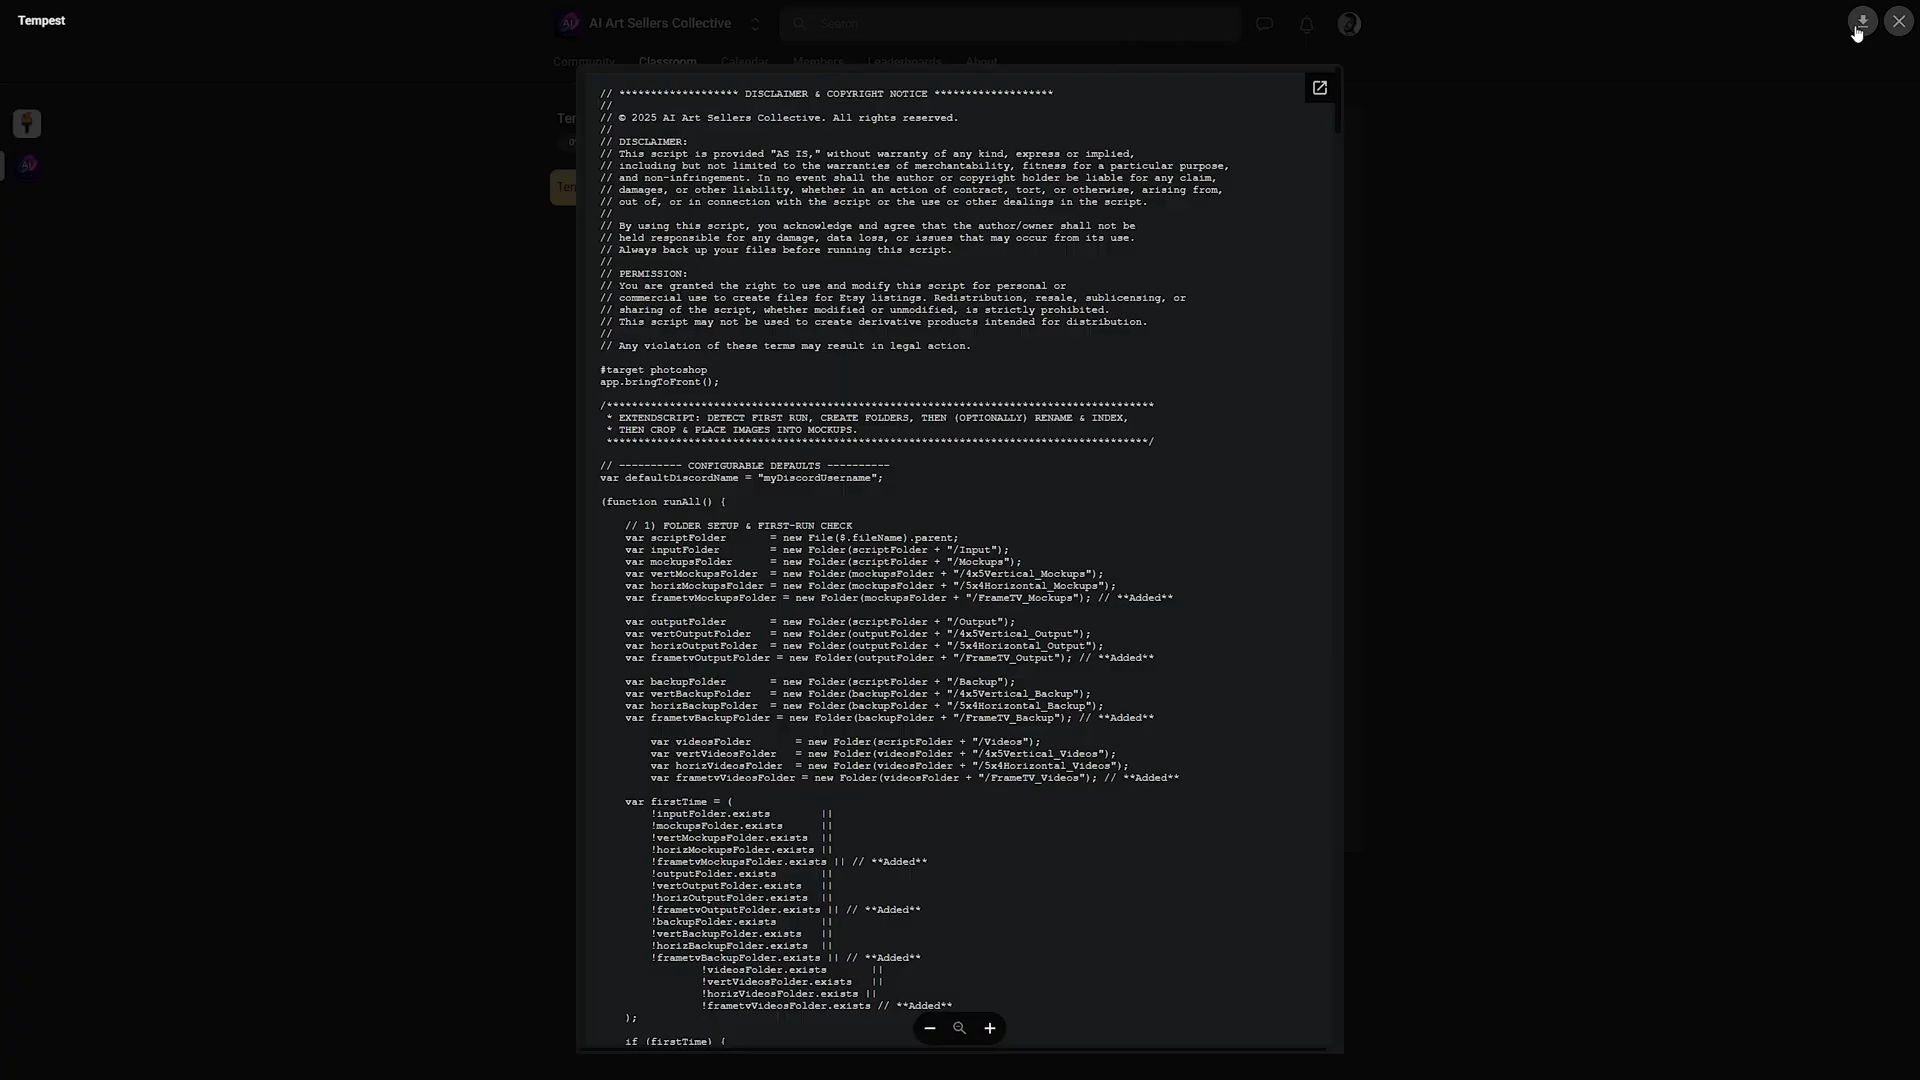 Tempest
AI Art Sellers Collective
Search
Community Classroom Calendar Members Leaderboards About
// ******************* DISCLAIMER & COPYRIGHT NOTICE *******************
//
// © 2025 AI Art Sellers Collective. All rights reserved.
//
// DISCLAIMER:
// This script is provided "AS IS," without warranty of any kind, express or implied,
// including but not limited to the warranties of merchantability, fitness for a particular purpose,
// and non-infringement. In no event shall the author or copyright holder be liable for any claim,
// damages, or other liability, whether in an action of contract, tort, or otherwise, arising from,
// out of, or in connection with the script or the use or other dealings in the script.
//
// By using this script, you acknowledge and agree that the author/owner shall not be
// held responsible for any damage, data loss, or issues that may occur from its use.
// Always back up your files before running this script.
//
// PERMISSION:
// You are granted the right to use and modify this script for personal or
// commercial use to create files for Etsy listings. Redistribution, resale, sublicensing, or
// sharing of the script, whether modified or unmodified, is strictly prohibited.
// This script may not be used to create derivative products intended for distribution.
//
// Any violation of these terms may result in legal action.
#target photoshop
app.bringToFront();
/****************************************************************************************
* EXTENDSCRIPT: DETECT FIRST RUN, CREATE FOLDERS, THEN (OPTIONALLY) RENAME & INDEX,
* THEN CROP & PLACE IMAGES INTO MOCKUPS.
****************************************************************************************/
// ---------- CONFIGURABLE DEFAULTS ----------
var defaultDiscordName = "myDiscordUsername";
(function runAll() {
// 1) FOLDER SETUP & FIRST-RUN CHECK
var scriptFolder = new File($.fileName).parent;
var inputFolder = new Folder(scriptFolder + "/Input");
var mockupsFolder = new Folder(scriptFolder + "/Mockups");
var vertMockupsFolder = new Folder(mockupsFolder + "/4x5Vertical_Mockups");
var horizMockupsFolder = new Folder(mockupsFolder + "/5x4Horizontal_Mockups");
var frametvMockupsFolder = new Folder(mockupsFolder + "/FrameTV_Mockups"); // **Added**
var outputFolder = new Folder(scriptFolder + "/Output");
var vertOutputFolder = new Folder(outputFolder + "/4x5Vertical_Output");
var horizOutputFolder = new Folder(outputFolder + "/5x4Horizontal_Output");
var frametvOutputFolder = new Folder(outputFolder + "/FrameTV_Output"); // **Added**
var backupFolder = new Folder(scriptFolder + "/Backup");
var vertBackupFolder = new Folder(backupFolder + "/4x5Vertical_Backup");
var horizBackupFolder = new Folder(backupFolder + "/5x4Horizontal_Backup");
var frametvBackupFolder = new Folder(backupFolder + "/FrameTV_Backup"); // **Added**
var videosFolder = new Folder(scriptFolder + "/Videos");
var vertVideosFolder = new Folder(videosFolder + "/4x5Vertical_Videos");
var horizVideosFolder = new Folder(videosFolder + "/5x4Horizontal_Videos");
var frametvVideosFolder = new Folder(videosFolder + "/FrameTV_Videos"); // **Added**
var firstTime = (
!inputFolder.exists ||
!mockupsFolder.exists ||
!vertMockupsFolder.exists ||
!horizMockupsFolder.exists ||
!frametvMockupsFolder.exists || // **Added**
!outputFolder.exists ||
!vertOutputFolder.exists ||
!horizOutputFolder.exists ||
!frametvOutputFolder.exists || // **Added**
!backupFolder.exists ||
!vertBackupFolder.exists ||
!horizBackupFolder.exists ||
!frametvBackupFolder.exists || // **Added**
!videosFolder.exists ||
!vertVideosFolder.exists ||
!horizVideosFolder.exists ||
!frametvVideosFolder.exists // **Added**
);
if (firstTime) {